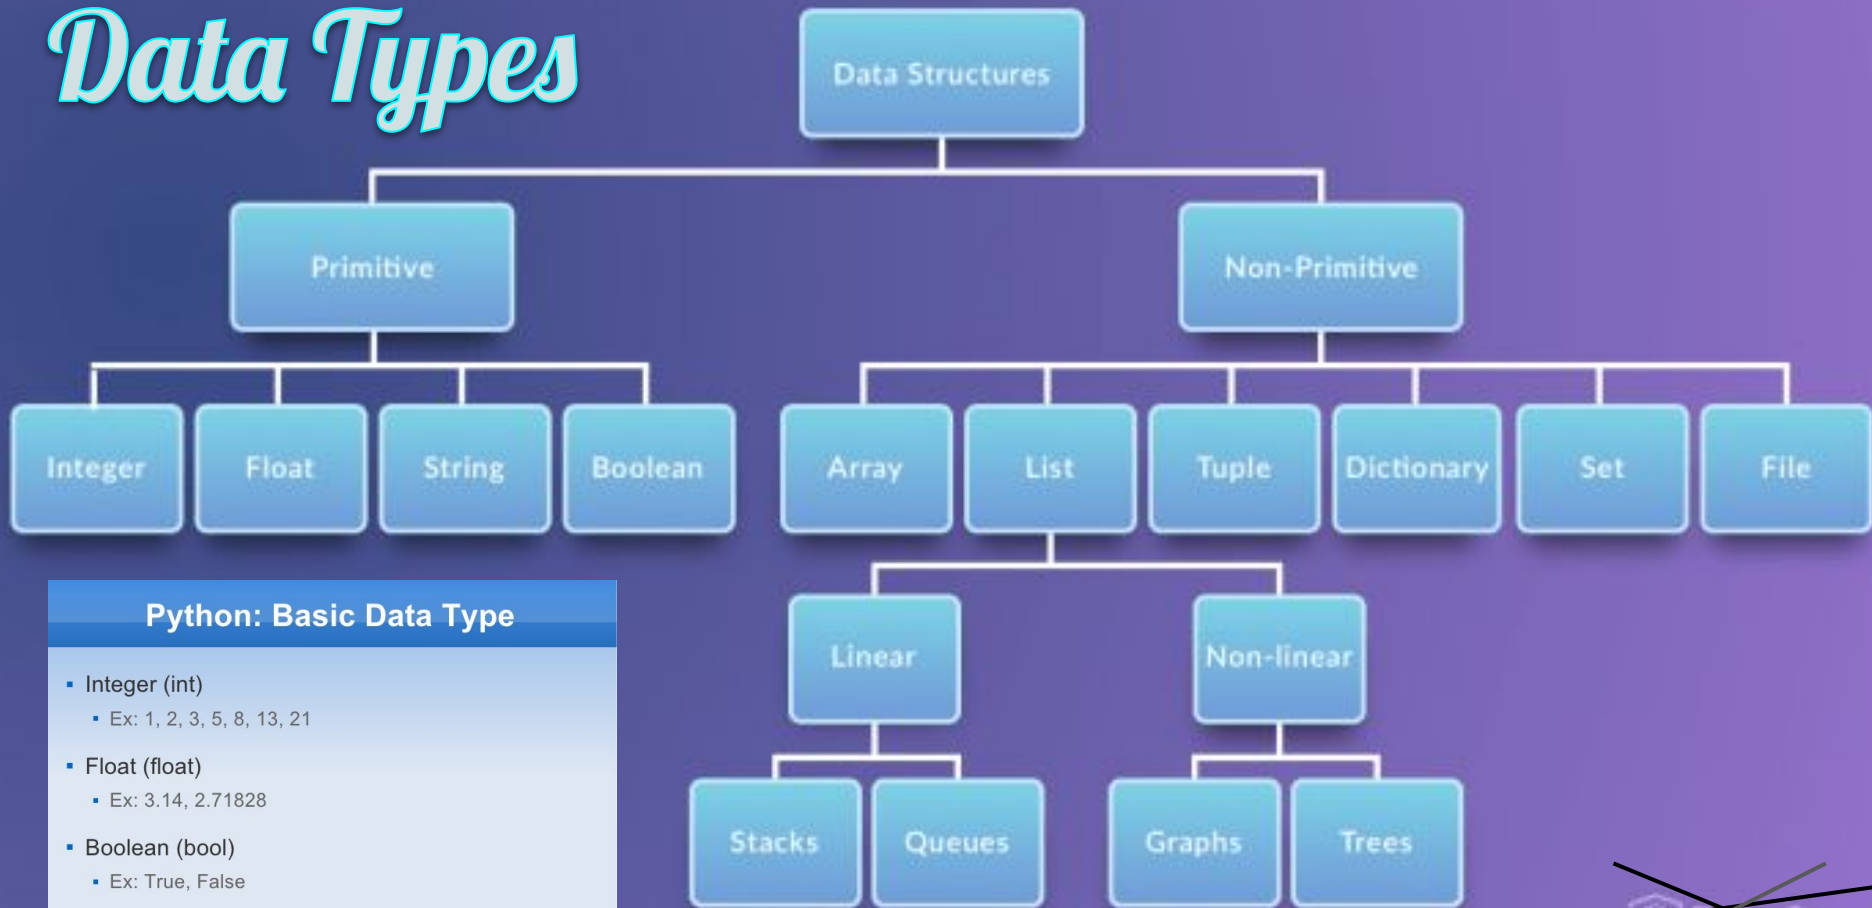 Data Types
Data Structures
Primitive
Non-Primitive
Integer
Float
String
Boolean
Array
List
Tuple
Dictionary
Set
File
Linear
Non-linear
Stacks
Queues
Graphs
Trees
Python: Basic Data Type
Integer (int)
Ex: 1, 2, 3, 5, 8, 13, 21
Float (float)
Ex: 3.14, 2.71828
Boolean (bool)
Ex: True, False